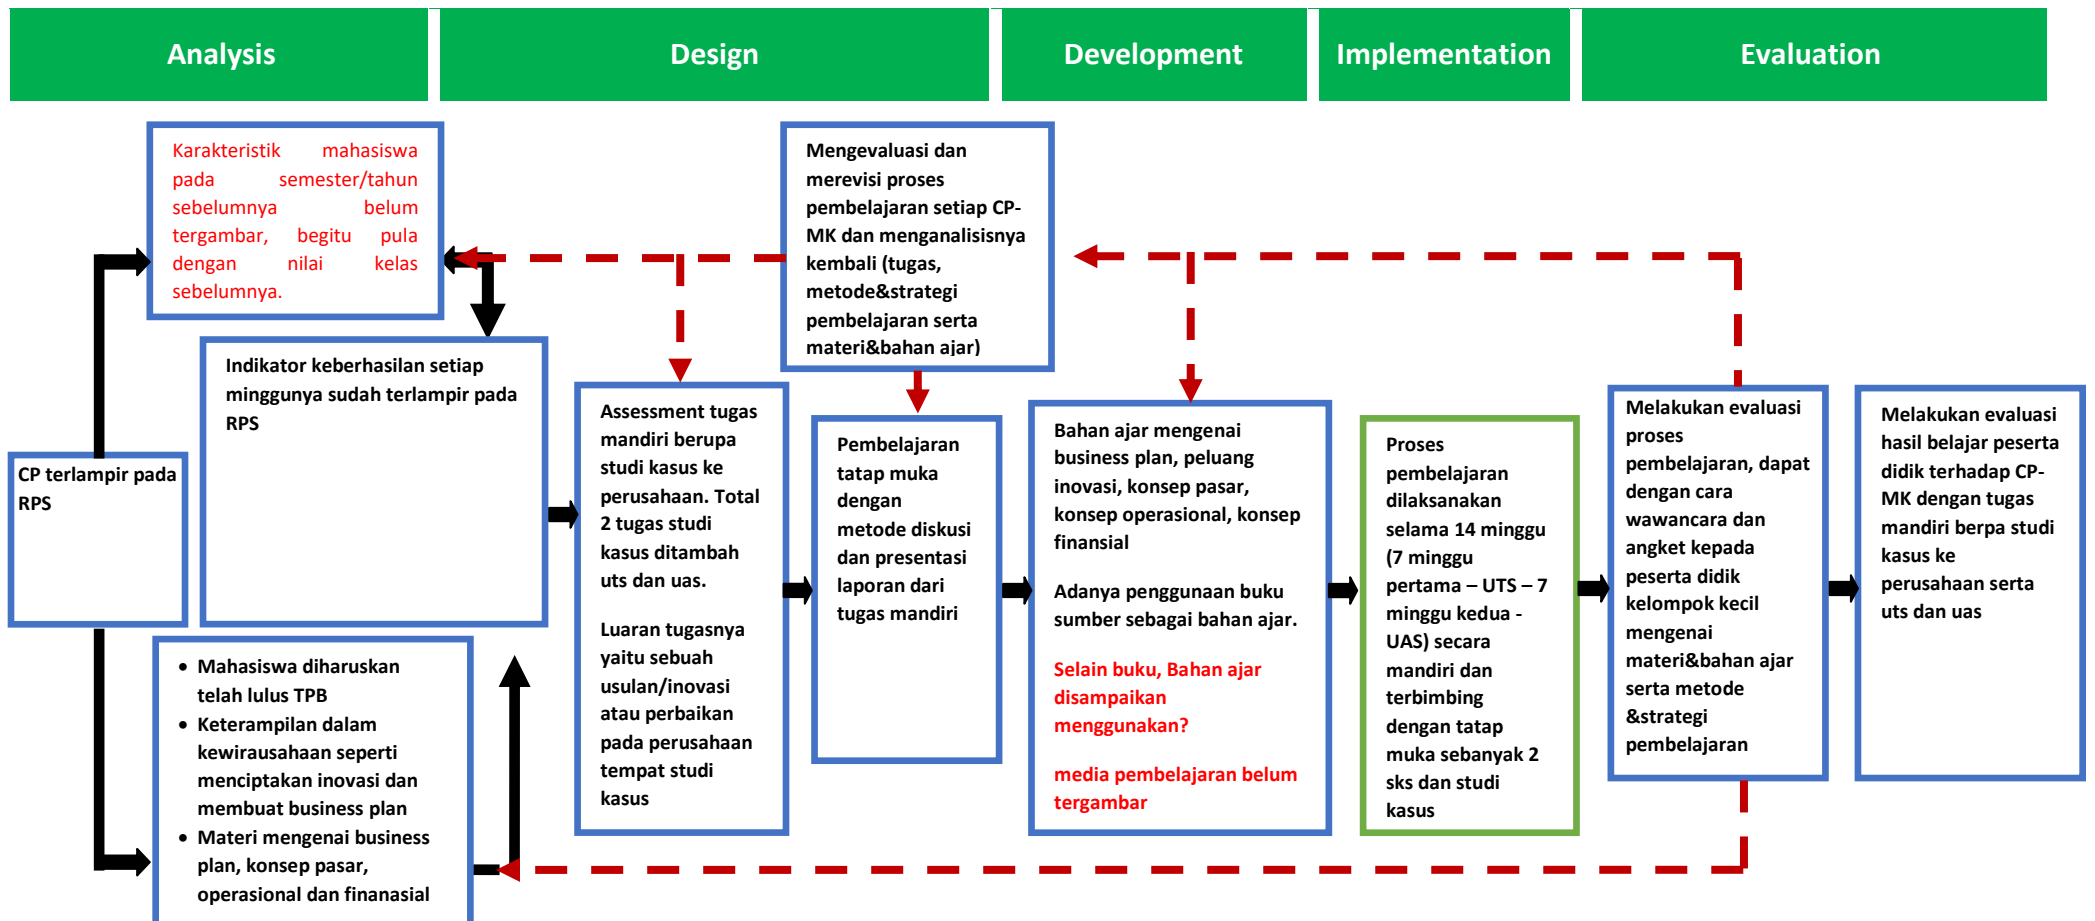 Analysis
Design
Development
Implementation
Evaluation
Karakteristik mahasiswa
pada semester/tahun
sebelumnya belum
tergambar, begitu pula
dengan nilai kelas
sebelumnya.
Indikator keberhasilan setiap
minggunya sudah terlampir pada
RPS
CP terlampir pada
RPS
• Mahasiswa diharuskan
telah lulus TPB
• Keterampilan dalam
kewirausahaan seperti
menciptakan inovasi dan
membuat business plan
• Materi mengenai business
plan, konsep pasar,
operasional dan finanasial
Assessment tugas
mandiri berupa
studi kasus ke
perusahaan. Total
2 tugas studi
kasus ditambah
uts dan uas.
Luaran tugasnya
yaitu sebuah
usulan/inovasi
atau perbaikan
pada perusahaan
tempat studi
kasus
Mengevaluasi dan
merevisi proses
pembelajaran setiap CP-
MK dan menganalisisnya
kembali (tugas,
metode&strategi
pembelajaran serta
materi&bahan ajar)
Pembelajaran
tatap muka
dengan
metode diskusi
dan presentasi
laporan dari
tugas mandiri
Bahan ajar mengenai
business plan, peluang
inovasi, konsep pasar,
konsep operasional, konsep
finansial
Adanya penggunaan buku
sumber sebagai bahan ajar.
Selain buku, Bahan ajar
disampaikan
menggunakan?
media pembelajaran belum
tergambar
Proses
pembelajaran
dilaksanakan
selama 14 minggu
(7 minggu
pertama – UTS – 7
minggu kedua -
UAS) secara
mandiri dan
terbimbing
dengan tatap
muka sebanyak 2
sks dan studi
kasus
Melakukan evaluasi
proses
pembelajaran, dapat
dengan cara
wawancara dan
angket kepada
peserta didik
kelompok kecil
mengenai
materi&bahan ajar
serta metode
&strategi
pembelajaran
Melakukan evaluasi
hasil belajar peserta
didik terhadap CP-
MK dengan tugas
mandiri berpa studi
kasus ke
perusahaan serta
uts dan uas